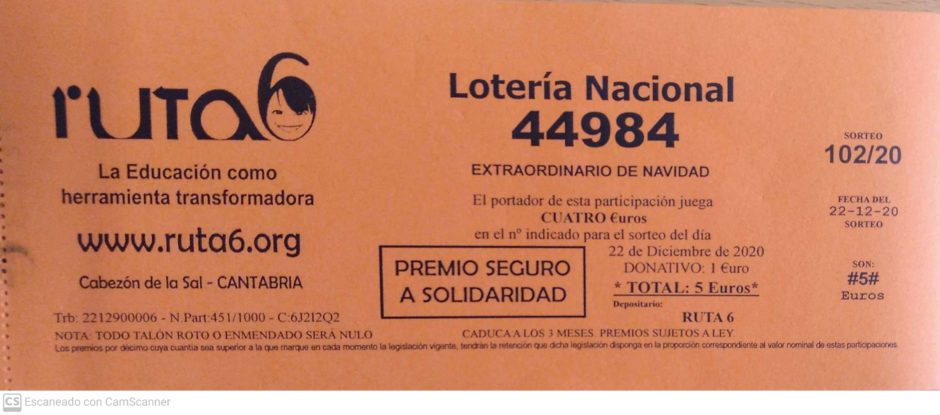 RUTA6
La Educación como
herramienta transformadora
www.ruta6.org
Cabezón de la Sal - CANTABRIA
Lotería Nacional
44984
EXTRAORDINARIO DE NAVIDAD
El portador de esta participación juega
CUATRO €uros
en el nº indicado para el sorteo del día
22 de Diciembre de 2020
DONATIVO: 1 €uro
* TOTAL: 5 Euros*
Depositario:
RUTA 6
PREMIO SEGURO
A SOLIDARIDAD
SORTEO
102/20
FECHA DEL
22-12-20
SORTEO
SON:
#5#
Euros
Trb: 2212900006 - N.Part:451/1000 - C:6J2I2Q2
NOTA: TODO TALÓN ROTO O ENMENDADO SERÁ NULO
CADUCA A LOS 3 MESES. PREMIOS SUJETOS A LEY.
Los premios por décimo cuya cuantía sea superior a la que marque en cada momento la legislación vigente, tendrán la retención que dicha legislación disponga en la proporción correspondiente al valor nominal de estas participaciones.
CS Escaneado con CamScanner